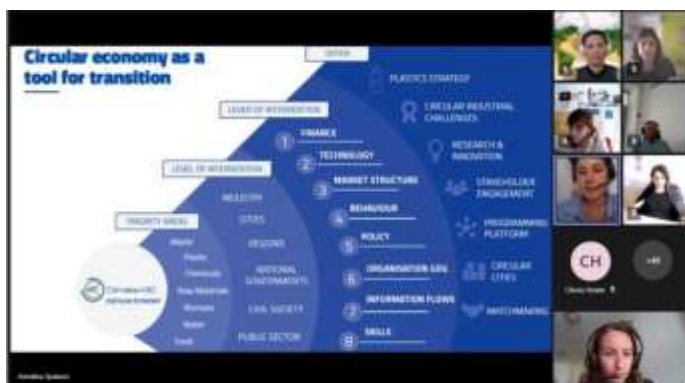 Circular economy as a
tool for transition
PLASTICS STRATEGY
LEVER OF INTERVENTION
CIRCULAR INDUSTRIAL
CHALLENGES
1 FINANCE
RESEARCH &
INNOVATION
2 TECHNOLOGY
LEVEL OF INTERVENTION
3 MARKET STRUCTURE
STAKEHOLDER
ENGAGEMENT
INDUSTRY
4 BEHAVIOUR
PRIORITY AREAS
CITIES
PROGRAMMING
PLATFORM
5 POLICY
Plastic
REGIONS
Chemicals
NATIONAL
GOVERNMENTS
6 ORGANISATION
CIRCULAR
CITIES
Raw Materials
7 INFORMATION FLOWS
MATCHMAKING
Water
CIVIL SOCIETY
Food
PUBLIC SECTOR
8 SKILLS
CH